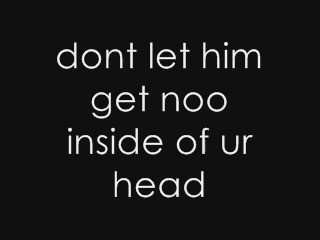 dont let him
get noo
inside of ur
head